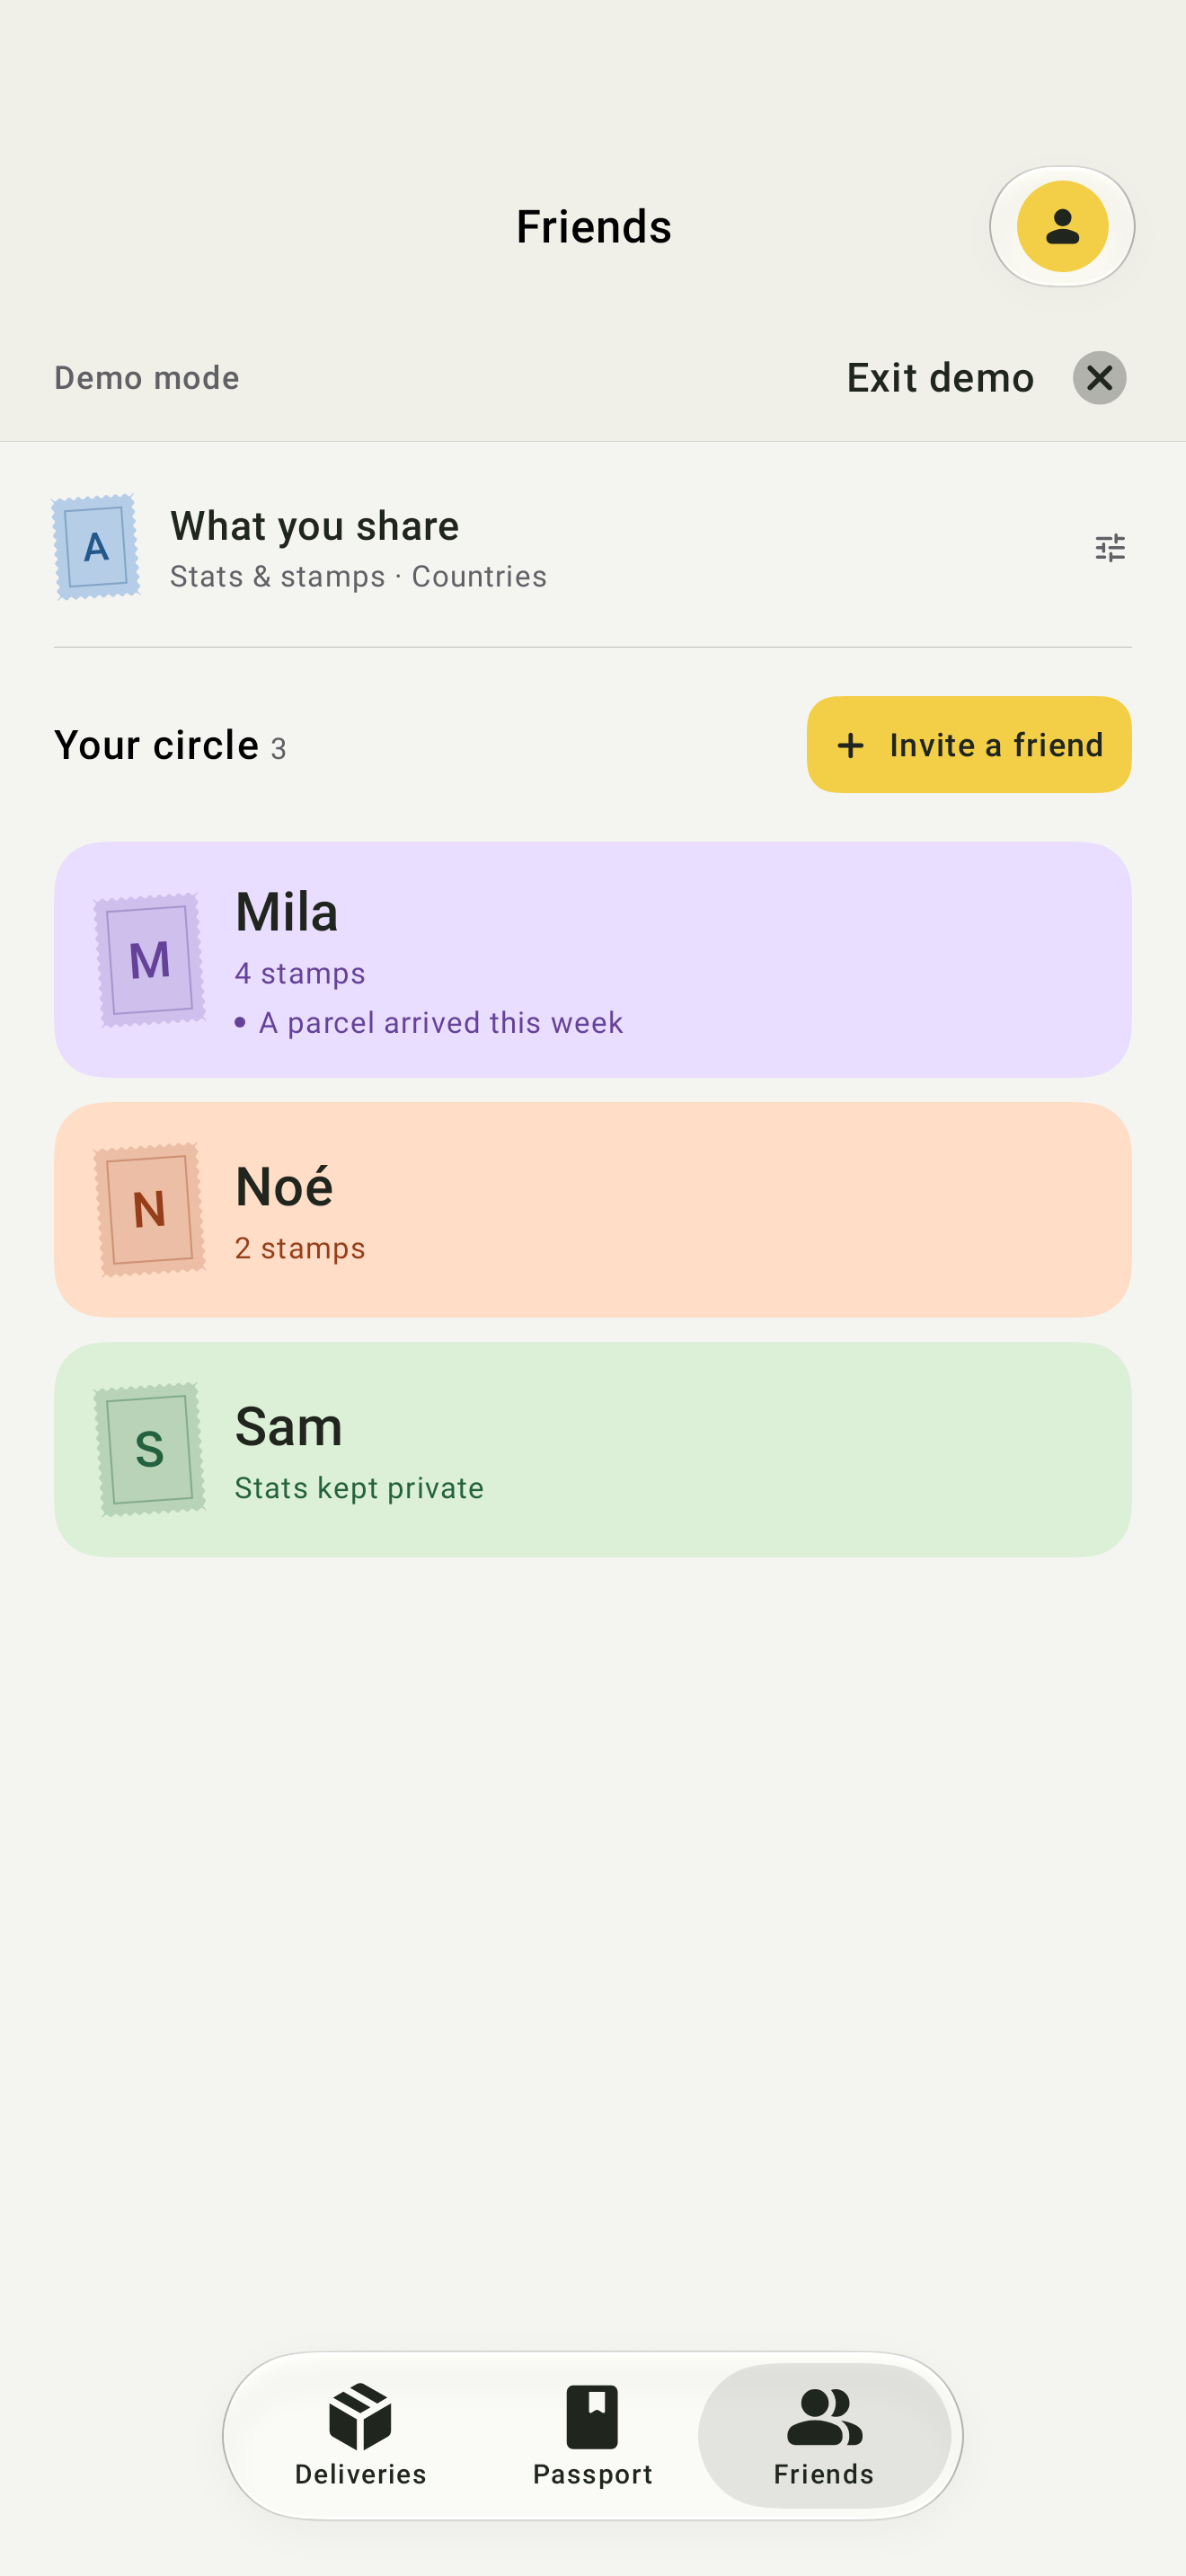 Friends
Demo mode
Exit demo
A
What you share
Stats & stamps · Countries
Your circle 3
+ Invite a friend
M
Mila
4 stamps
• A parcel arrived this week
N
Noé
2 stamps
S
Sam
Stats kept private
Deliveries
Passport
Friends